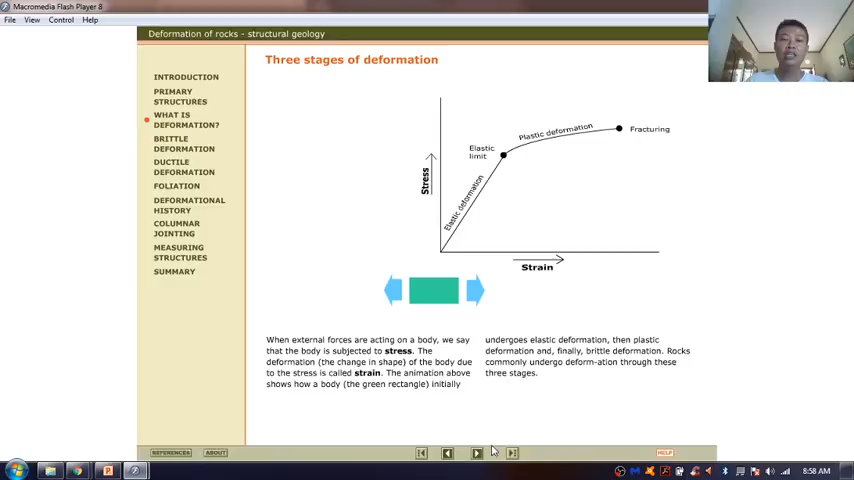 Macromedia Flash Player 8
File View Control Help
Deformation of rocks - structural geology
Three stages of deformation
INTRODUCTION
PRIMARY
STRUCTURES
WHAT IS
DEFORMATION?
BRITTLE
DEFORMATION
DUCTILE
DEFORMATION
FOLIATION
DEFORMATIONAL
HISTORY
COLUMNAR
JOINTING
MEASURING
STRUCTURES
SUMMARY
Stress
Elastic deformation
Elastic
limit
Plastic deformation
Fracturing
Strain
When external forces are acting on a body, we say
that the body is subjected to stress. The
deformation (the change in shape) of the body due
to the stress is called strain. The animation above
shows how a body (the green rectangle) initially
undergoes elastic deformation, then plastic
deformation and, finally, brittle deformation. Rocks
commonly undergo deform-ation through these
three stages.
REFERENCES ABOUT HELP
8:58 AM